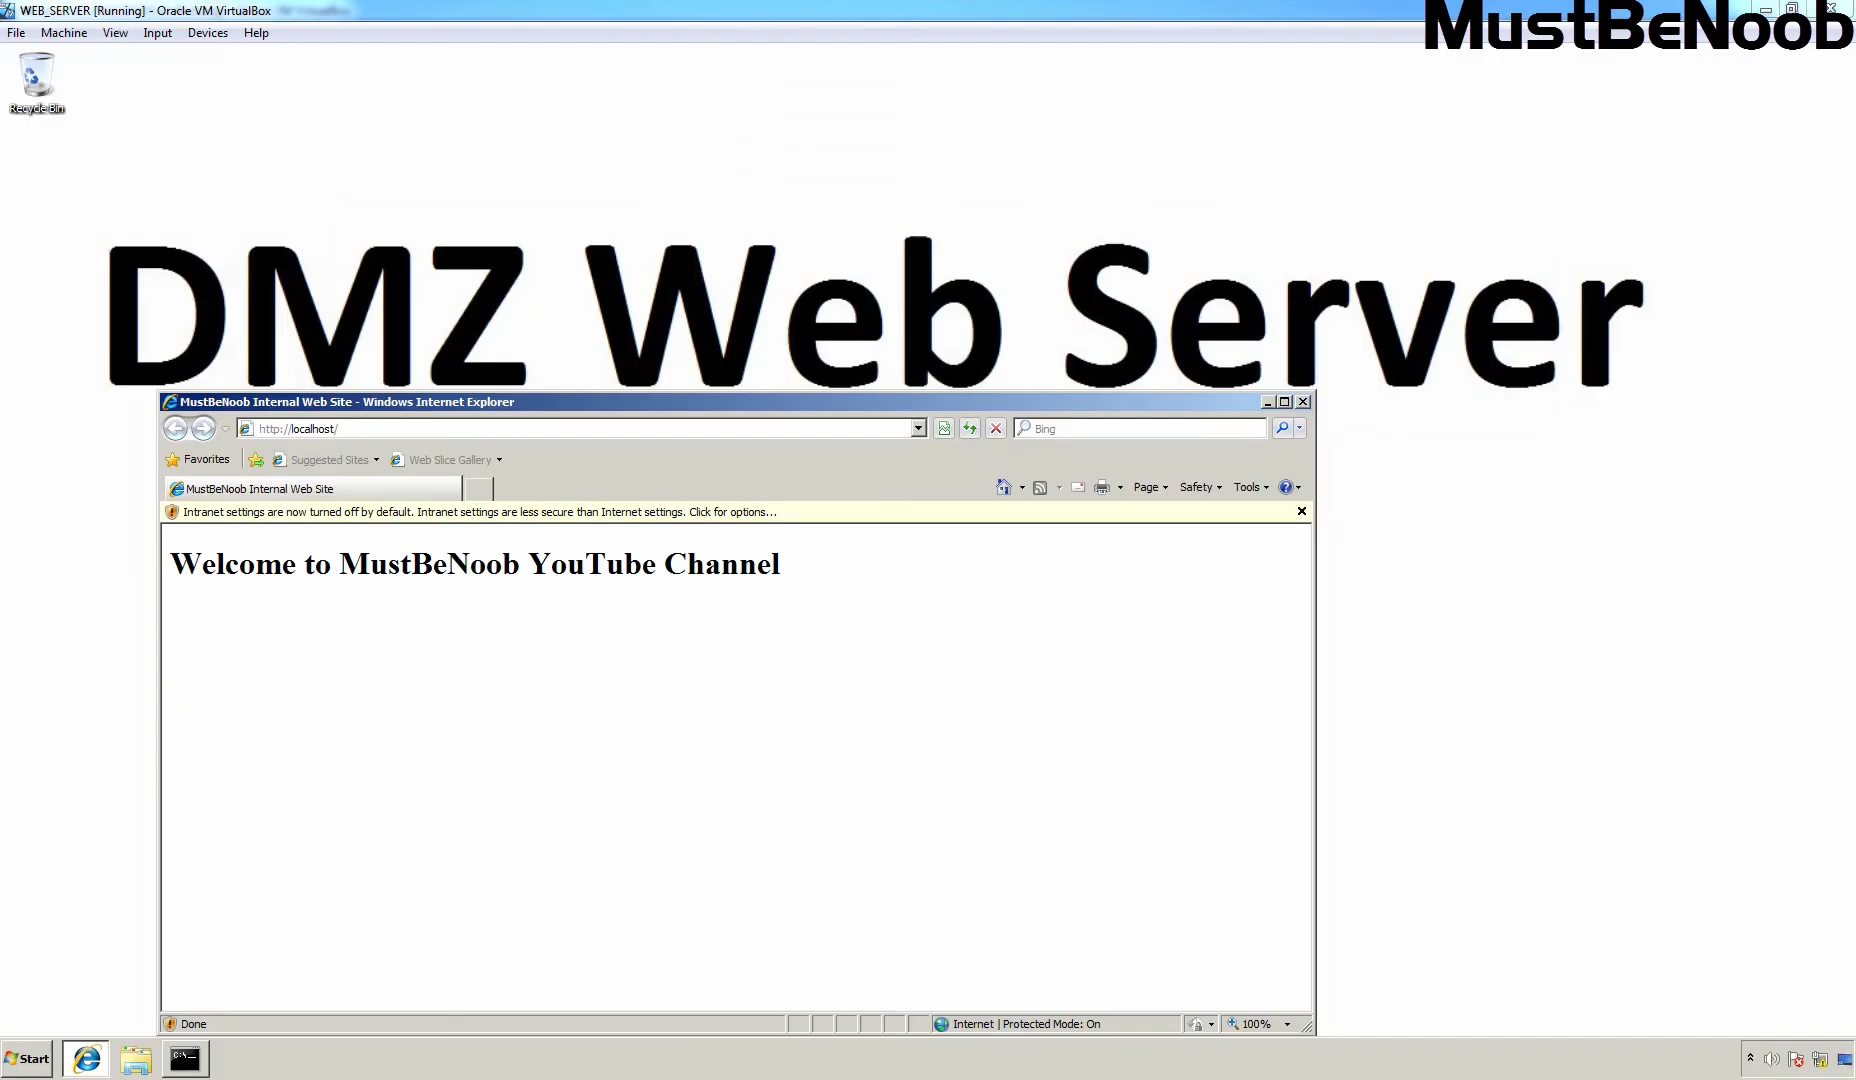 WEB_SERVER [Running] - Oracle VM VirtualBox
MustBeNoob
File Machine View Input Devices Help
Recycle Bin
DMZ Web Server
MustBeNoob Internal Web Site - Windows Internet Explorer
http://localhost/
Bing
Favorites Suggested Sites Web Slice Gallery
MustBeNoob Internal Web Site
Page Safety Tools
Intranet settings are now turned off by default. Intranet settings are less secure than Internet settings. Click for options...
Welcome to MustBeNoob YouTube Channel
Done
Internet | Protected Mode: On
100%
Start